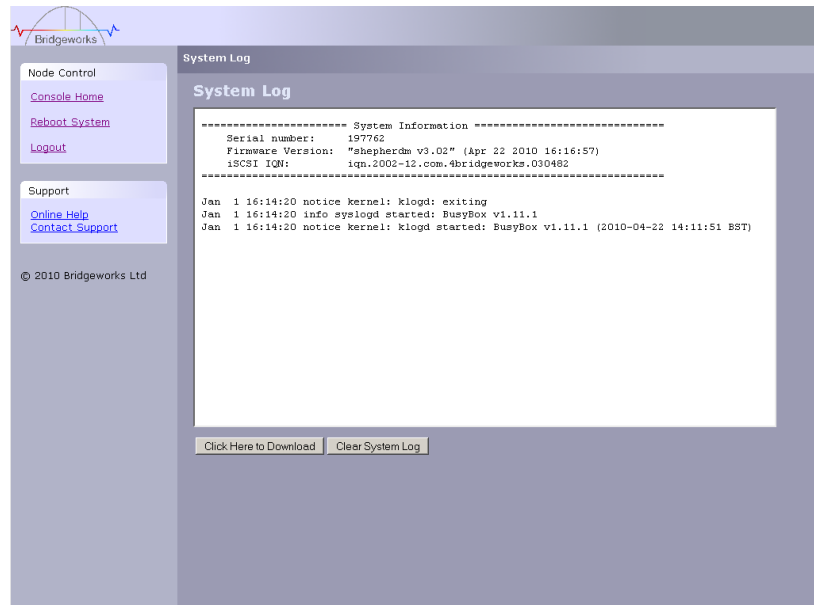 Bridgeworks
System Log
Node Control
Console Home
Reboot System
Logout
Support
Online Help
Contact Support
© 2010 Bridgeworks Ltd
System Log
======================= System Information ==============================
Serial number: 197762
Firmware Version: "shepherdm v3.02" (Apr 22 2010 16:16:57)
iSCSI IQN: iqn.2002-12.com.4bridgeworks.030482
=========================================================================
Jan 1 16:14:20 notice kernel: klogd: exiting
Jan 1 16:14:20 info syslogd started: BusyBox v1.11.1
Jan 1 16:14:20 notice kernel: klogd started: BusyBox v1.11.1 (2010-04-22 14:11:51 BST)
Click Here to Download
Clear System Log